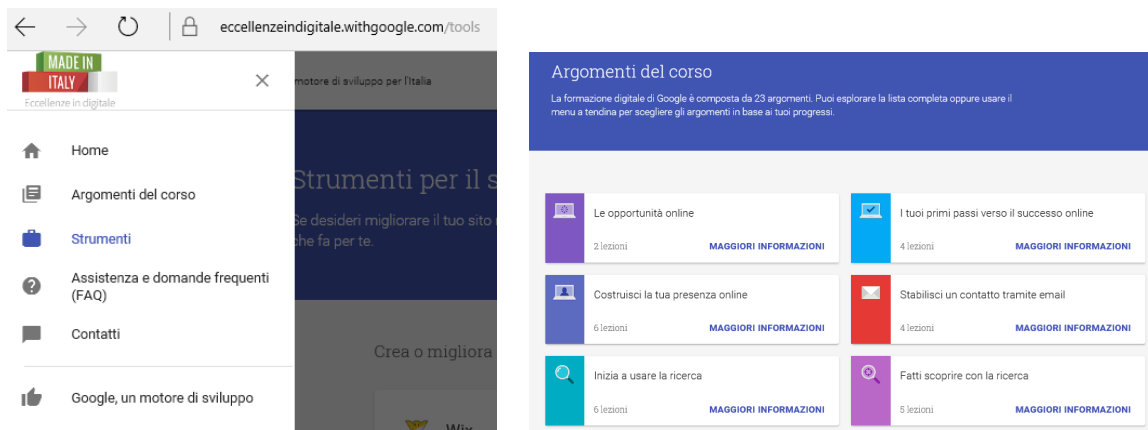 eccellenzeindigitale.withgoogle.com/tools
MADE IN
ITALY
Eccellenze in digitale
Home
Argomenti del corso
Strumenti
Assistenza e domande frequenti
(FAQ)
Contatti
Google, un motore di sviluppo
motore di sviluppo per l'Italia
Strumenti per il s
Se desideri migliorare il tuo sito
che fa per te.
Crea o migliora
Wix
Argomenti del corso
La formazione digitale di Google è composta da 23 argomenti. Puoi esplorare la lista completa oppure usare il
menu a tendina per scegliere gli argomenti in base ai tuoi progressi.
Le opportunità online
2 lezioni MAGGIORI INFORMAZIONI
I tuoi primi passi verso il successo online
4 lezioni MAGGIORI INFORMAZIONI
Costruisci la tua presenza online
6 lezioni MAGGIORI INFORMAZIONI
Stabilisci un contatto tramite email
4 lezioni MAGGIORI INFORMAZIONI
Inizia a usare la ricerca
6 lezioni MAGGIORI INFORMAZIONI
Fatti scoprire con la ricerca
5 lezioni MAGGIORI INFORMAZIONI